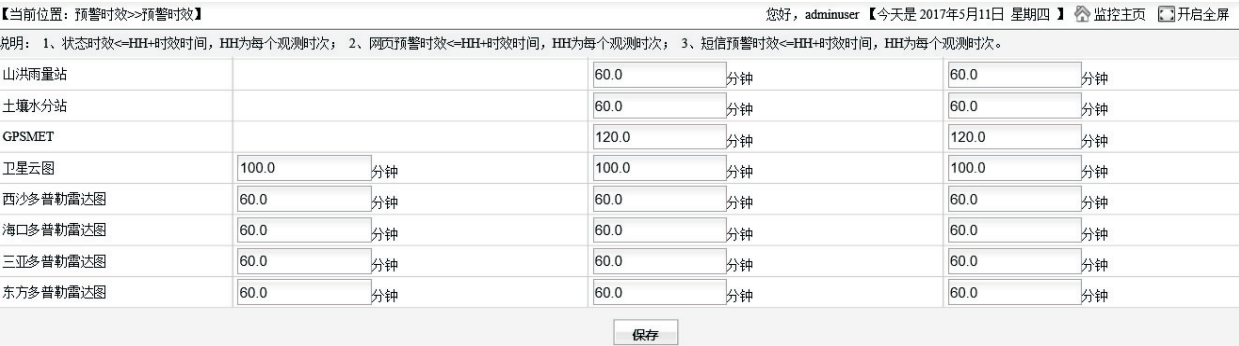 【当前位置：预警时效>>预警时效】 您好，adminuser 【今天是 2017年5月11日 星期四 】 监控主页 开启全屏
说明： 1、状态时效<=HH+时效时间，HH为每个观测时次； 2、网页预警时效<=HH+时效时间，HH为每个观测时次； 3、短信预警时效<=HH+时效时间，HH为每个观测时次。
山洪雨量站 60.0 分钟 60.0 分钟
土壤水分站 60.0 分钟 60.0 分钟
GPSMET 120.0 分钟 120.0 分钟
卫星云图 100.0 分钟 100.0 分钟 100.0 分钟
西沙多普勒雷达图 60.0 分钟 60.0 分钟 60.0 分钟
海口多普勒雷达图 60.0 分钟 60.0 分钟 60.0 分钟
三亚多普勒雷达图 60.0 分钟 60.0 分钟 60.0 分钟
东方多普勒雷达图 60.0 分钟 60.0 分钟 60.0 分钟
保存